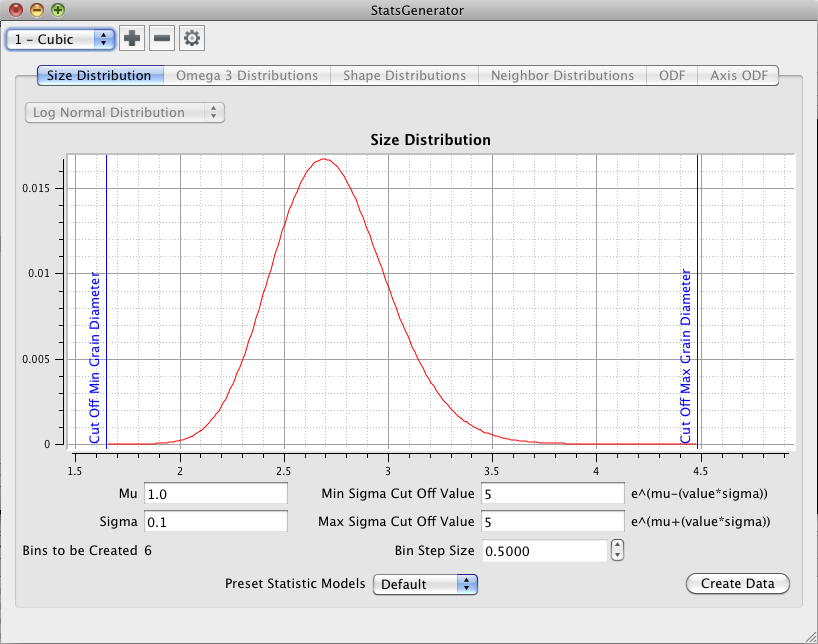 StatsGenerator
1 - Cubic
Size Distribution Omega 3 Distributions Shape Distributions Neighbor Distributions ODF Axis ODF
Log Normal Distribution
Size Distribution
0.015
0.01
0.005
0
Cut Off Min Grain Diameter
Cut Off Max Grain Diameter
1.5 2 2.5 3 3.5 4 4.5
Mu 1.0 Min Sigma Cut Off Value 5 e^(mu-(value*sigma))
Sigma 0.1 Max Sigma Cut Off Value 5 e^(mu+(value*sigma))
Bins to be Created 6 Bin Step Size 0.5000
Preset Statistic Models Default Create Data